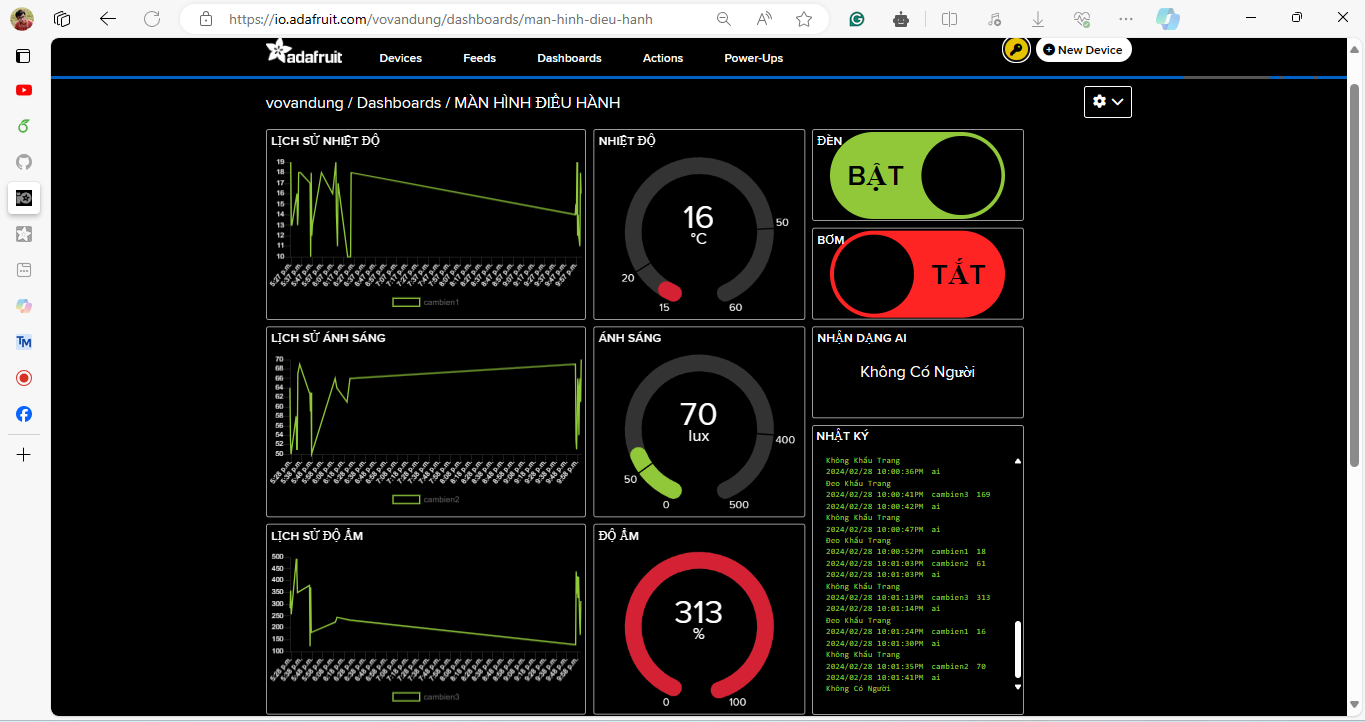 https://io.adafruit.com/vovandung/dashboards/man-hinh-dieu-hanh
adafruit
Devices
Feeds
Dashboards
Actions
Power-Ups
New Device
vovandung / Dashboards / MÀN HÌNH ĐIỀU HÀNH
LỊCH SỬ NHIỆT ĐỘ
19
18
17
16
15
14
13
12
11
10
cambien1
NHIỆT ĐỘ
16
°C
50
20
15
60
ĐÈN
BẬT
BƠM
TẮT
LỊCH SỬ ÁNH SÁNG
70
68
66
64
62
60
58
56
54
52
50
cambien2
ÁNH SÁNG
70
lux
400
50
0
500
NHẬN DẠNG AI
Không Có Người
LỊCH SỬ ĐỘ ẨM
500
450
400
350
300
250
200
150
100
cambien3
ĐỘ ẨM
313
%
0
100
NHẬT KÝ
Không Khẩu Trang
2024/02/28 10:00:36PM ai
Đeo Khẩu Trang
2024/02/28 10:00:41PM cambien3 169
2024/02/28 10:00:42PM ai
Không Khẩu Trang
2024/02/28 10:00:47PM ai
Đeo Khẩu Trang
2024/02/28 10:00:52PM cambien1 18
2024/02/28 10:01:03PM cambien2 61
2024/02/28 10:01:03PM ai
Không Khẩu Trang
2024/02/28 10:01:13PM cambien3 313
2024/02/28 10:01:14PM ai
Đeo Khẩu Trang
2024/02/28 10:01:24PM cambien1 16
2024/02/28 10:01:30PM ai
Không Khẩu Trang
2024/02/28 10:01:35PM cambien2 70
2024/02/28 10:01:41PM ai
Không Có Người
TM